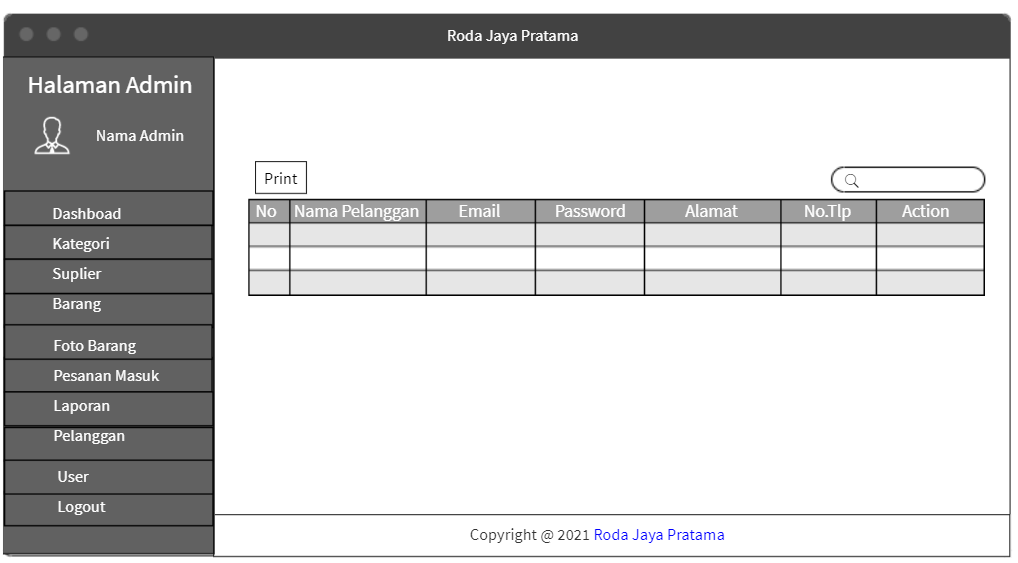 Roda Jaya Pratama
Halaman Admin
Nama Admin
Dashboad
Kategori
Suplier
Barang
Foto Barang
Pesanan Masuk
Laporan
Pelanggan
User
Logout
Print
No Nama Pelanggan Email Password Alamat No.Tlp Action
Copyright @ 2021 Roda Jaya Pratama